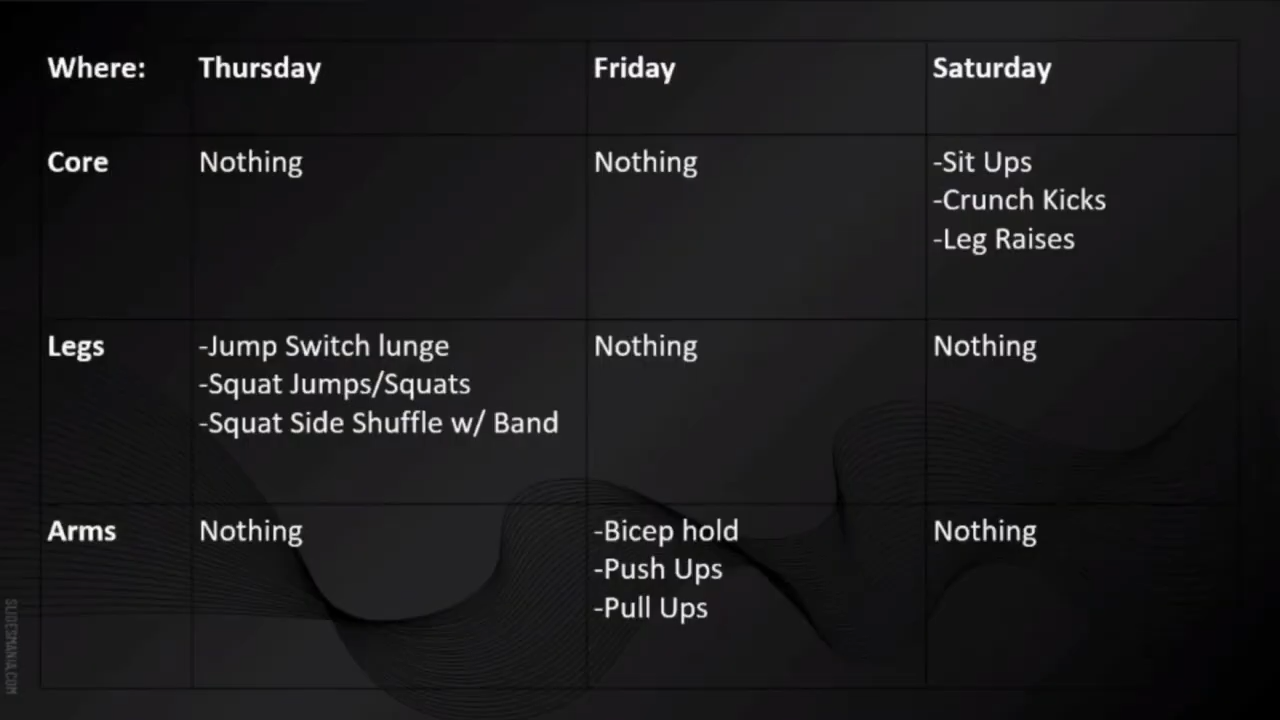 Where: Thursday Friday Saturday
Core Nothing Nothing -Sit Ups
-Crunch Kicks
-Leg Raises
Legs -Jump Switch lunge Nothing Nothing
-Squat Jumps/Squats
-Squat Side Shuffle w/ Band
Arms Nothing -Bicep hold Nothing
-Push Ups
-Pull Ups
SLIDESMANIA.COM